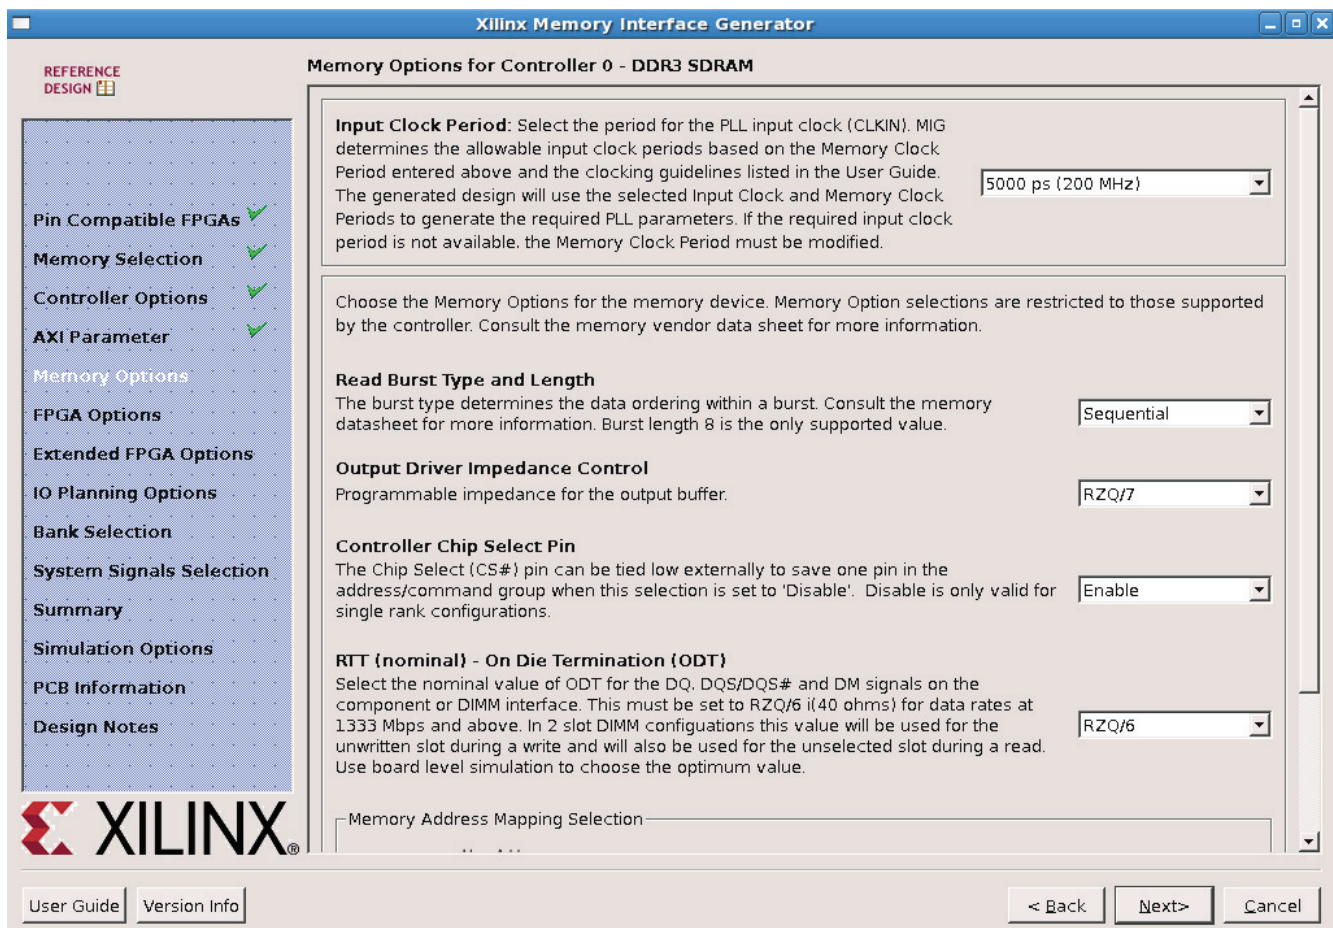 Xilinx Memory Interface Generator
REFERENCE
DESIGN
Pin Compatible FPGAs
Memory Selection
Controller Options
AXI Parameter
Memory Options
FPGA Options
Extended FPGA Options
IO Planning Options
Bank Selection
System Signals Selection
Summary
Simulation Options
PCB Information
Design Notes
XILINX®
Memory Options for Controller 0 - DDR3 SDRAM
Input Clock Period: Select the period for the PLL input clock (CLKIN). MIG
determines the allowable input clock periods based on the Memory Clock
Period entered above and the clocking guidelines listed in the User Guide.
The generated design will use the selected Input Clock and Memory Clock
Periods to generate the required PLL parameters. If the required input clock
period is not available, the Memory Clock Period must be modified.
5000 ps (200 MHz)
Choose the Memory Options for the memory device. Memory Option selections are restricted to those supported
by the controller. Consult the memory vendor data sheet for more information.
Read Burst Type and Length
The burst type determines the data ordering within a burst. Consult the memory
datasheet for more information. Burst length 8 is the only supported value.
Sequential
Output Driver Impedance Control
Programmable impedance for the output buffer.
RZQ/7
Controller Chip Select Pin
The Chip Select (CS#) pin can be tied low externally to save one pin in the
address/command group when this selection is set to 'Disable'. Disable is only valid for
single rank configurations.
Enable
RTT (nominal) - On Die Termination (ODT)
Select the nominal value of ODT for the DQ, DQS/DQS# and DM signals on the
component or DIMM interface. This must be set to RZQ/6 i(40 ohms) for data rates at
1333 Mbps and above. In 2 slot DIMM configuations this value will be used for the
unwritten slot during a write and will also be used for the unselected slot during a read.
Use board level simulation to choose the optimum value.
RZQ/6
Memory Address Mapping Selection
User Guide
Version Info
< Back
Next>
Cancel